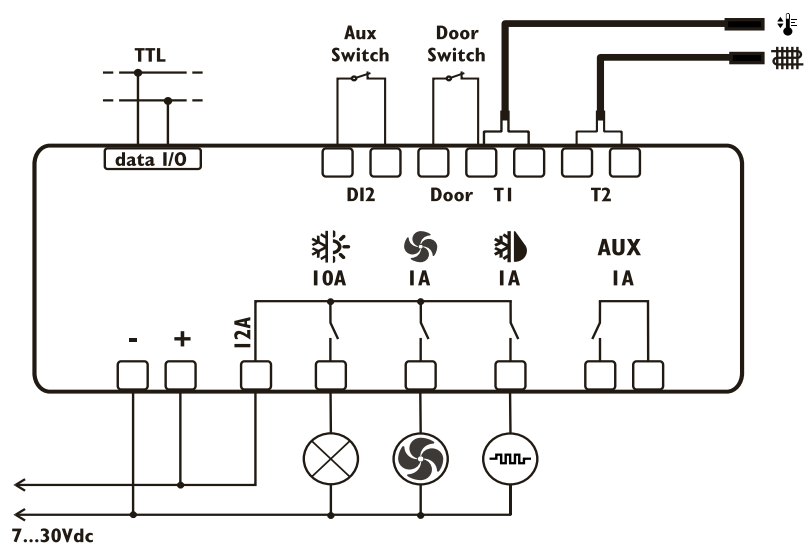 TTL
Aux
Switch
Door
Switch
data I/O
DI2
Door
T1
T2
10A
1A
1A
AUX
1A
- +
12A
7...30Vdc